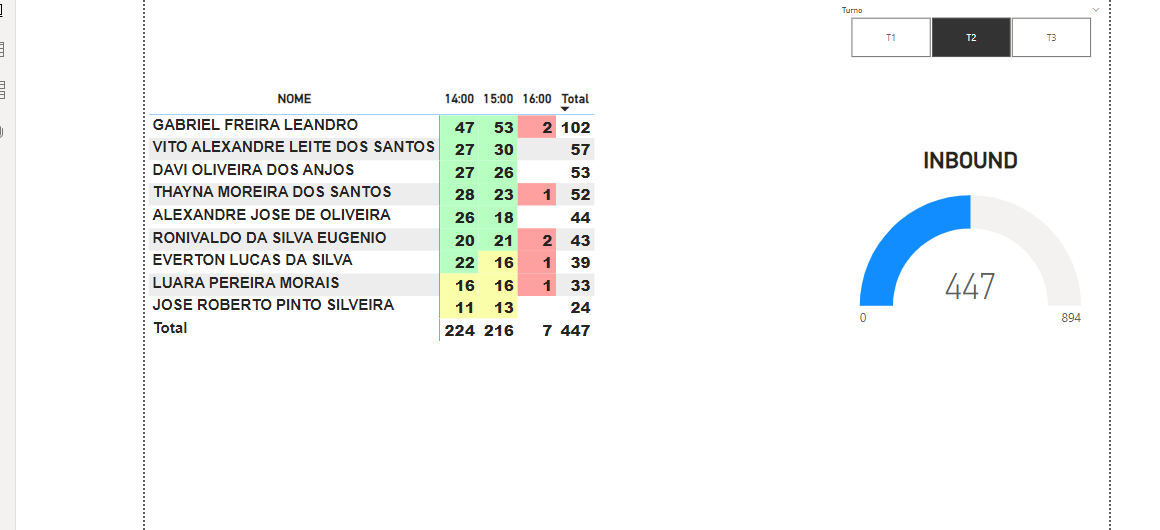 Turno
T1 T2 T3
NOME 14:00 15:00 16:00 Total
GABRIEL FREIRA LEANDRO 47 53 2 102
VITO ALEXANDRE LEITE DOS SANTOS 27 30 57
DAVI OLIVEIRA DOS ANJOS 27 26 53
THAYNA MOREIRA DOS SANTOS 28 23 1 52
ALEXANDRE JOSE DE OLIVEIRA 26 18 44
RONIVALDO DA SILVA EUGENIO 20 21 2 43
EVERTON LUCAS DA SILVA 22 16 1 39
LUARA PEREIRA MORAIS 16 16 1 33
JOSE ROBERTO PINTO SILVEIRA 11 13 24
Total 224 216 7 447
INBOUND
447
0 894